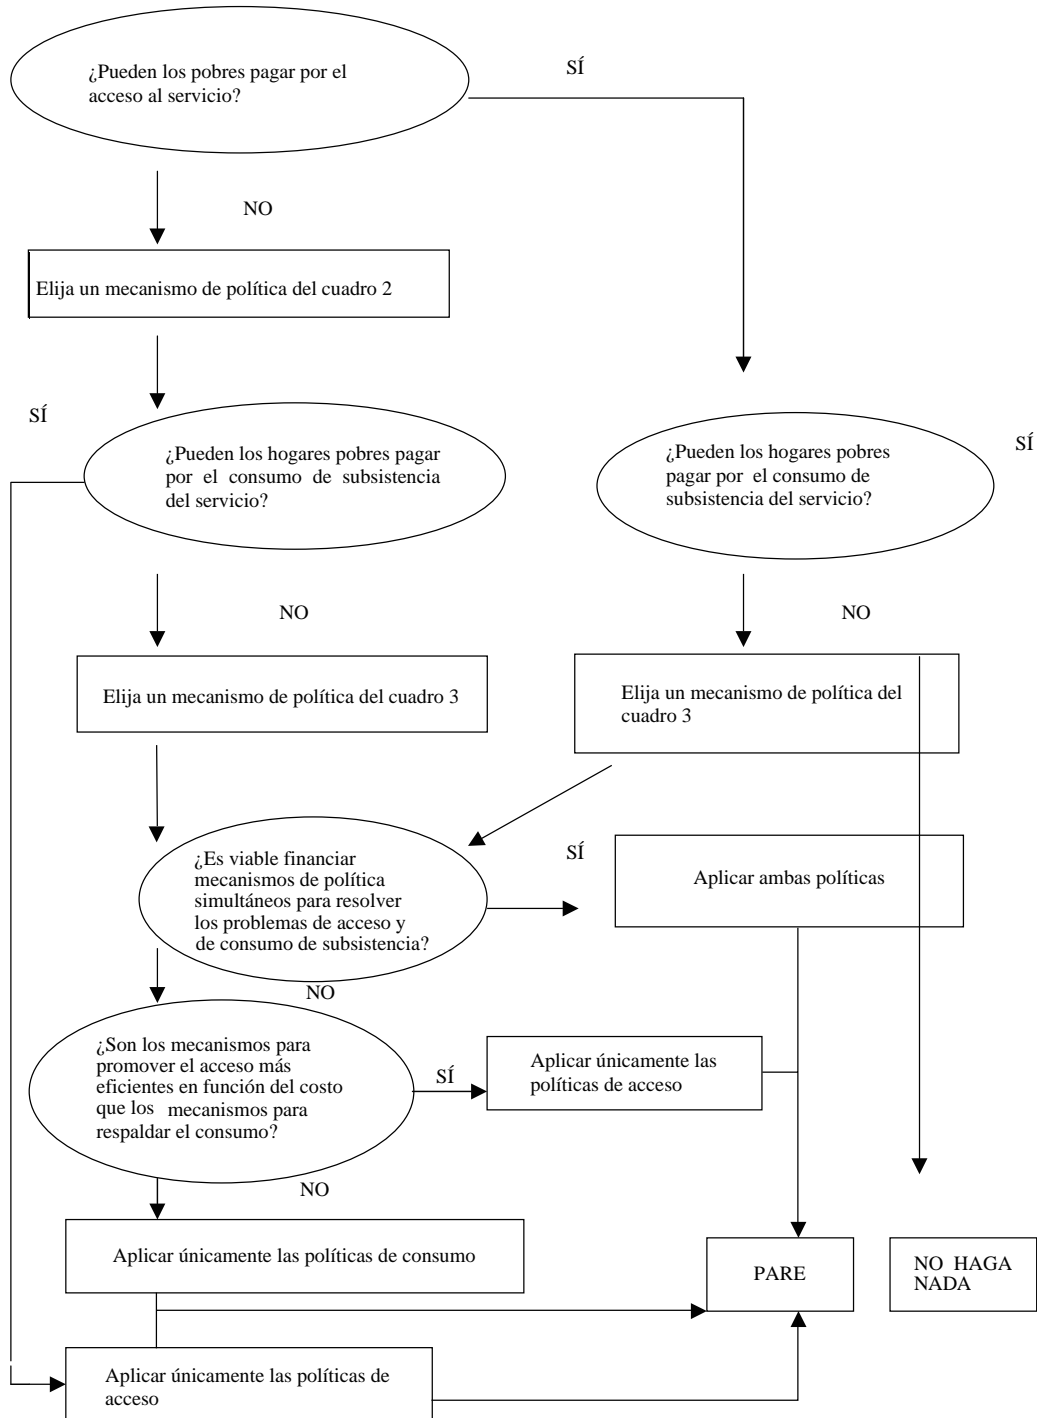 ¿Pueden los pobres pagar por el
acceso al servicio?
SÍ
NO
Elija un mecanismo de política del cuadro 2
SÍ
¿Pueden los hogares pobres pagar
por el consumo de subsistencia
del servicio?
¿Pueden los hogares pobres
pagar por el consumo de
subsistencia del servicio?
SÍ
NO
NO
Elija un mecanismo de política del cuadro 3
Elija un mecanismo de política del
cuadro 3
¿Es viable financiar
mecanismos de política
simultáneos para resolver
los problemas de acceso y
de consumo de subsistencia?
SÍ
Aplicar ambas políticas
NO
¿Son los mecanismos para
promover el acceso más
eficientes en función del costo
que los mecanismos para
respaldar el consumo?
SÍ
Aplicar únicamente las
políticas de acceso
NO
Aplicar únicamente las políticas de consumo
PARE
NO HAGA
NADA
Aplicar únicamente las políticas de
acceso